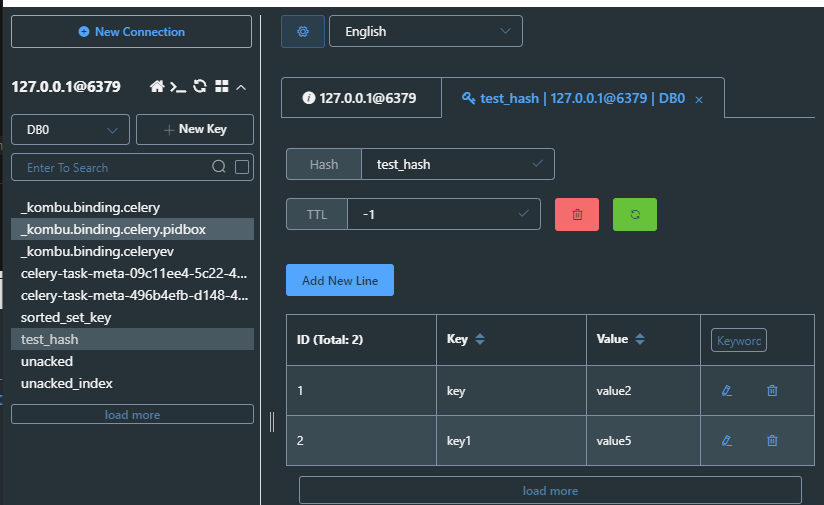 New Connection
127.0.0.1@6379
DB0
New Key
Enter To Search
_kombu.binding.celery
_kombu.binding.celery.pidbox
_kombu.binding.celeryev
celery-task-meta-09c11ee4-5c22-4...
celery-task-meta-496b4efb-d148-4...
sorted_set_key
test_hash
unacked
unacked_index
load more
English
127.0.0.1@6379
test_hash | 127.0.0.1@6379 | DB0
Hash test_hash
TTL -1
Add New Line
ID (Total: 2) Key Value Keyworc
1 key value2
2 key1 value5
load more